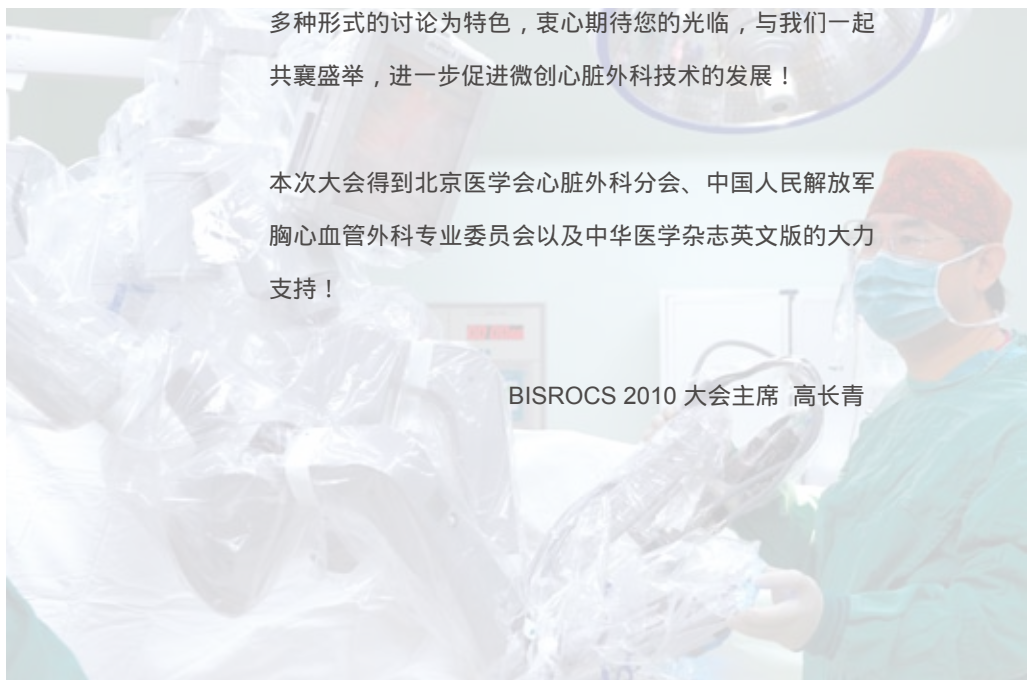 多种形式的讨论为特色，衷心期待您的光临，与我们一起
共襄盛举，进一步促进微创心脏外科技术的发展！
本次大会得到北京医学会心脏外科分会、中国人民解放军
胸心血管外科专业委员会以及中华医学杂志英文版的大力
支持！
BISROCS 2010 大会主席 高长青